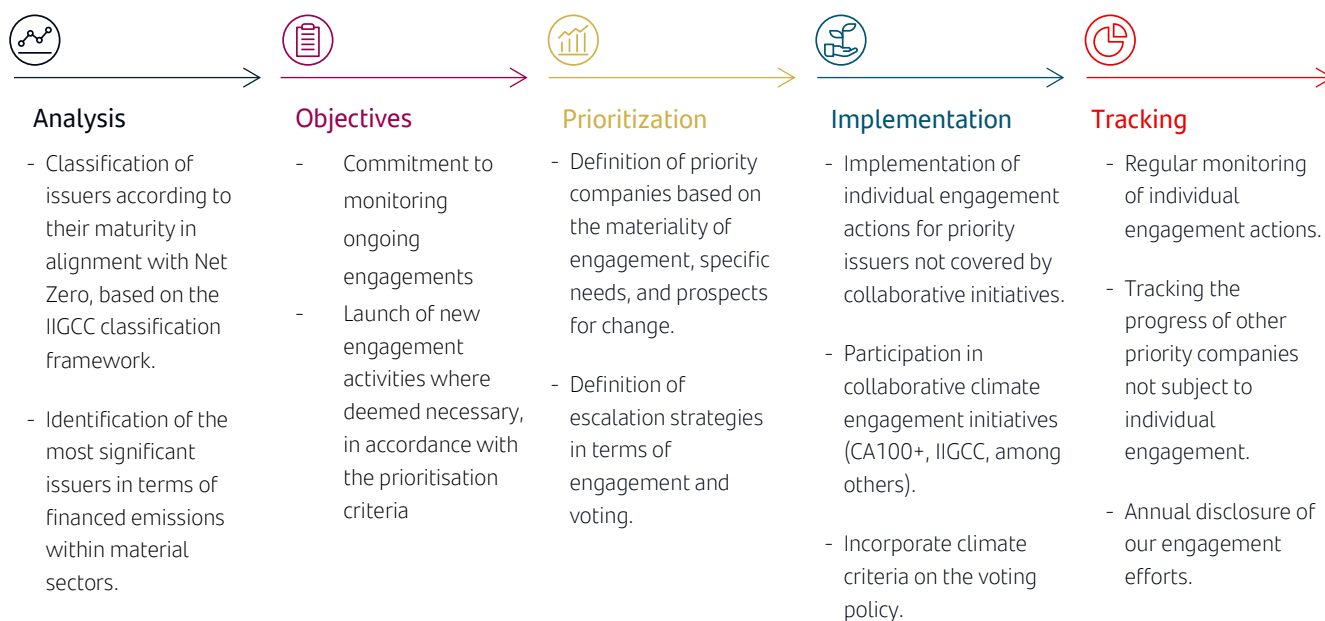 Analysis
- Classification of
issuers according to
their maturity in
alignment with Net
Zero, based on the
IIGCC classification
framework.
- Identification of the
most significant
issuers in terms of
financed emissions
within material
sectors.
Objectives
- Commitment to
monitoring
ongoing
engagements
- Launch of new
engagement
activities where
deemed necessary,
in accordance with
the prioritisation
criteria
Prioritization
- Definition of priority
companies based on
the materiality of
engagement, specific
needs, and prospects
for change.
- Definition of
escalation strategies
in terms of
engagement and
voting.
Implementation
- Implementation of
individual engagement
actions for priority
issuers not covered by
collaborative initiatives.
- Participation in
collaborative climate
engagement initiatives
(CA100+, IIGCC, among
others).
- Incorporate climate
criteria on the voting
policy.
Tracking
- Regular monitoring
of individual
engagement actions.
- Tracking the
progress of other
priority companies
not subject to
individual
engagement.
- Annual disclosure of
our engagement
efforts.